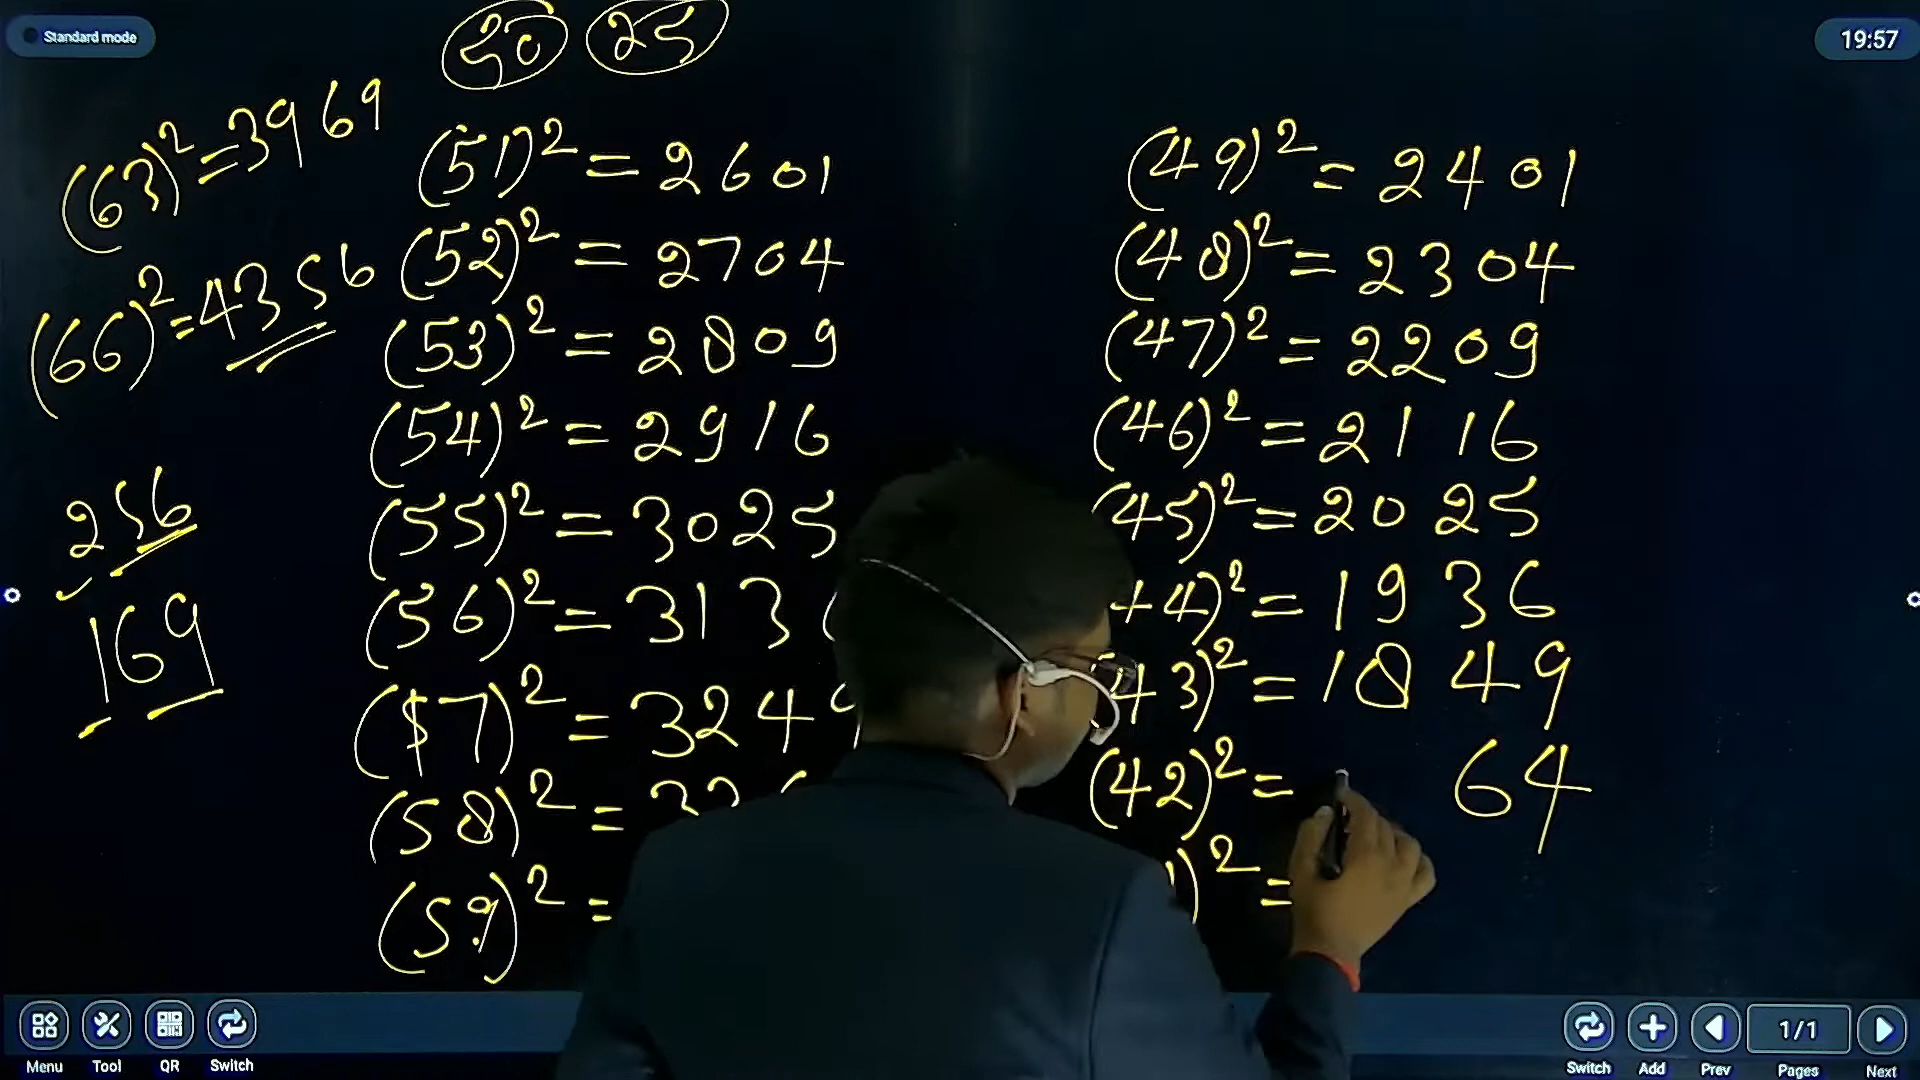 Standard mode
19:57
50 25
(63)² = 3969
(66)² = 4356
256
169
(51)² = 2601
(52)² = 2704
(53)² = 2809
(54)² = 2916
(55)² = 3025
(56)² = 313
(57)² = 324
(58)² =
(59)² =
(49)² = 2401
(48)² = 2304
(47)² = 2209
(46)² = 2116
(45)² = 2025
4)² = 1936
43)² = 1849
(42)² = 64
)² =
Menu Tool QR Switch
Switch Add Prev 1/1 Pages Next